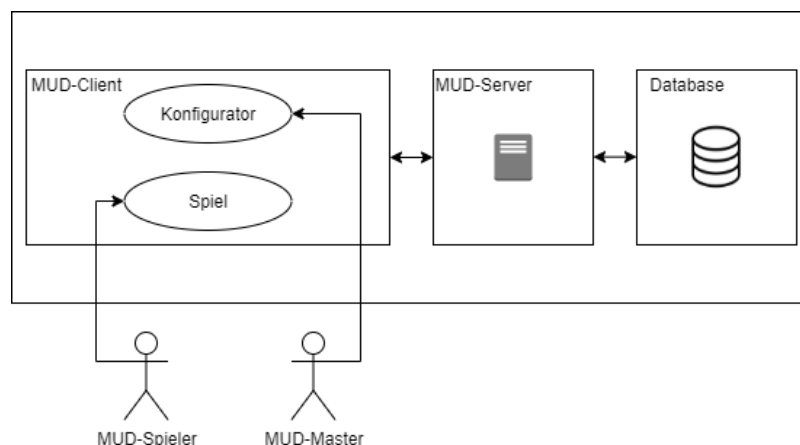 MUD-Client
MUD-Server
Database
Konfigurator
Spiel
MUD-Spieler
MUD-Master